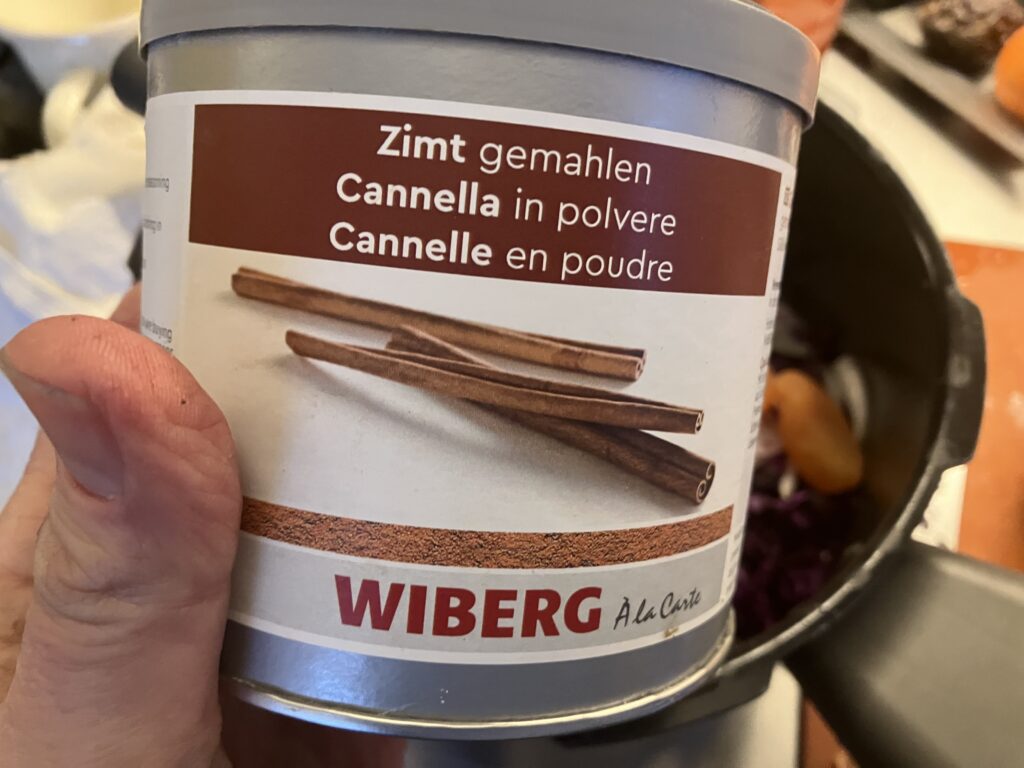 Zimt gemahlen
Cannella in polvere
Cannelle en poudre
WIBERG À la Carte